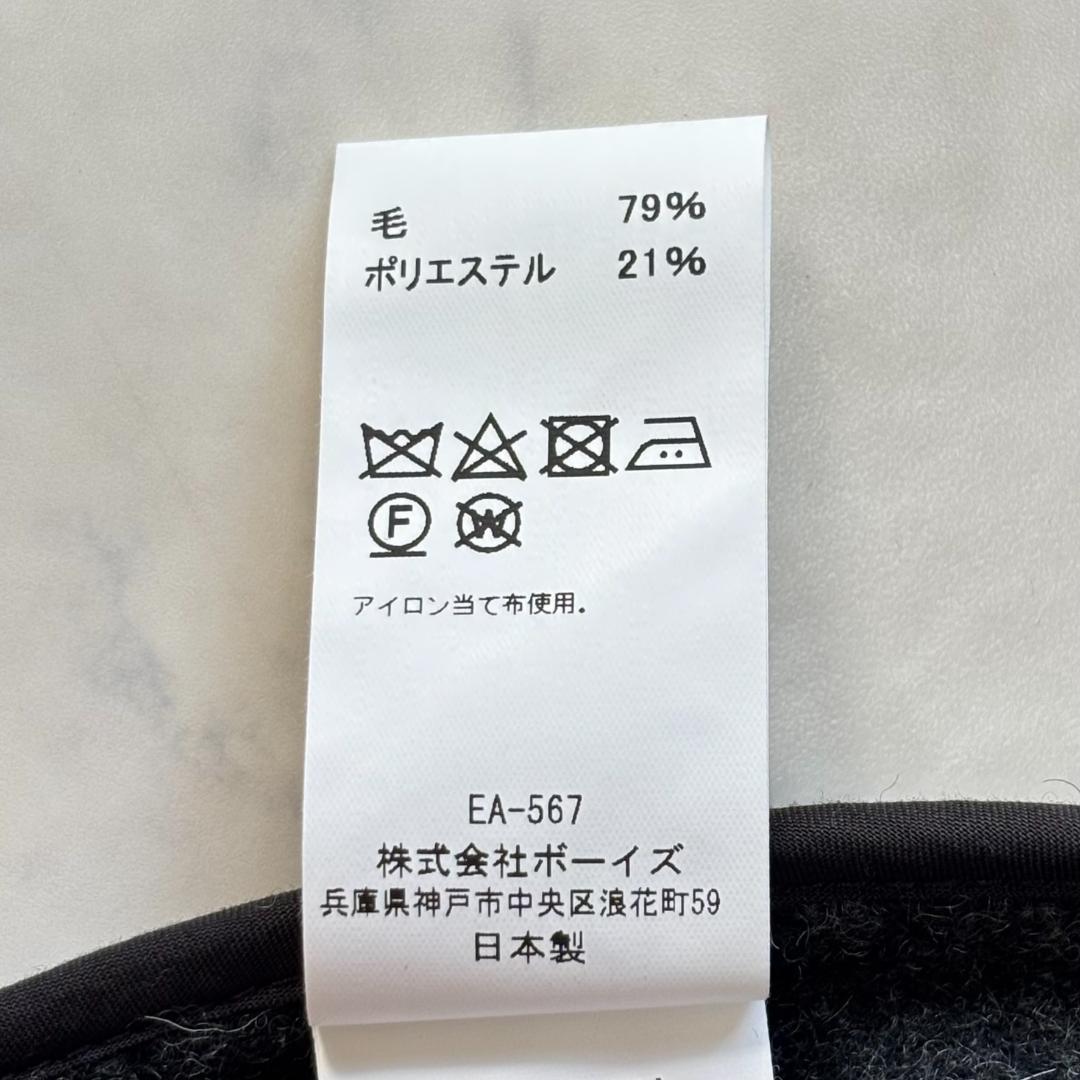 毛 79%
ポリエステル 21%
F W
アイロン当て布使用。
EA-567
株式会社ボーイズ
兵庫県神戸市中央区浪花町59
日本製